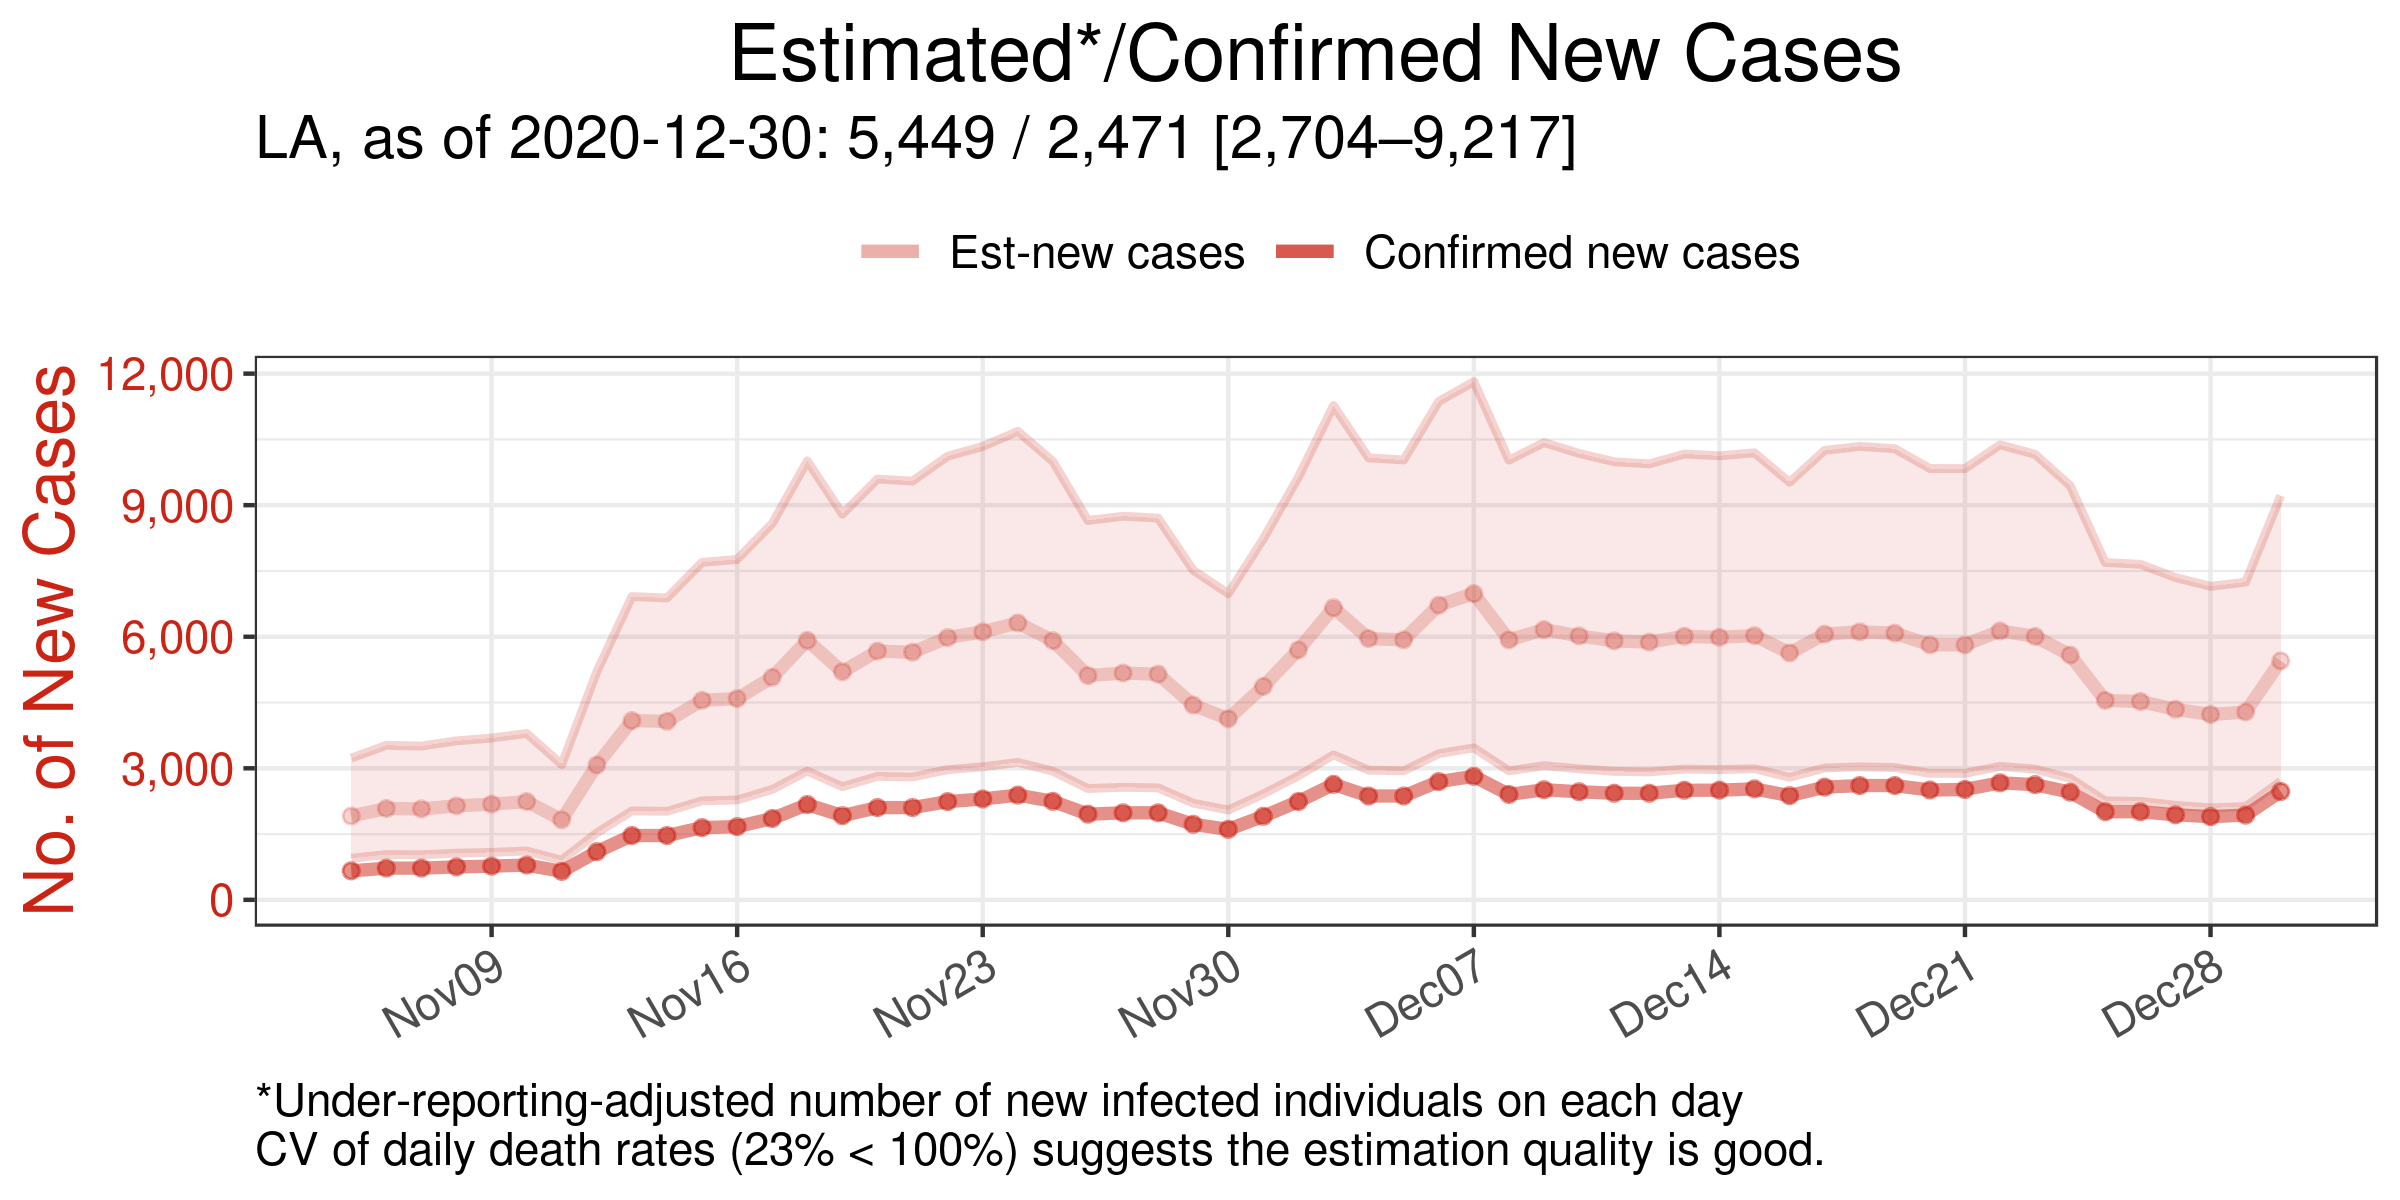 Estimated*/Confirmed New Cases
LA, as of 2020-12-30: 5,449 / 2,471 [2,704–9,217]
Est-new cases
Confirmed new cases
No. of New Cases
12,000
9,000
6,000
3,000
0
Nov09
Nov16
Nov23
Nov30
Dec07
Dec14
Dec21
Dec28
*Under-reporting-adjusted number of new infected individuals on each day
CV of daily death rates (23% < 100%) suggests the estimation quality is good.